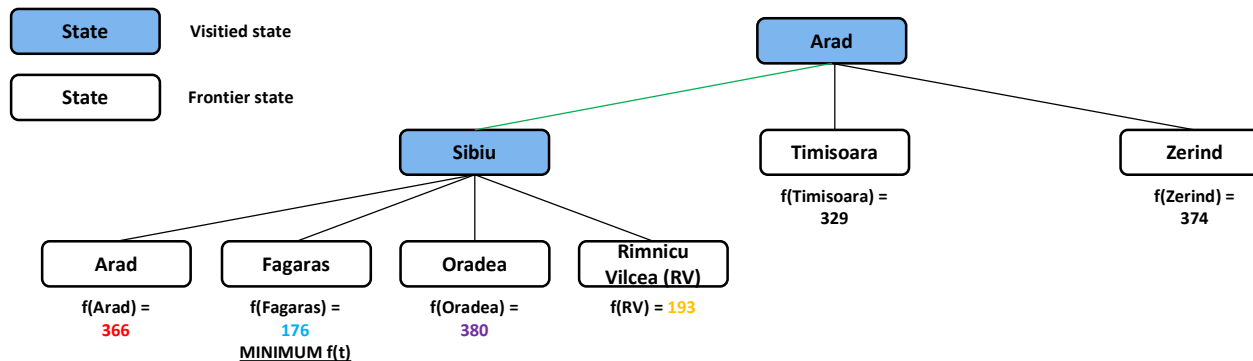 State
Visitied state
Arad
State
Frontier state
Sibiu
Timisoara
Zerind
f(Timisoara) =
329
f(Zerind) =
374
Arad
Fagaras
Oradea
Rimnicu
Vilcea (RV)
f(Arad) =
366
f(Fagaras) =
176
MINIMUM f(t)
f(Oradea) =
380
f(RV) = 193